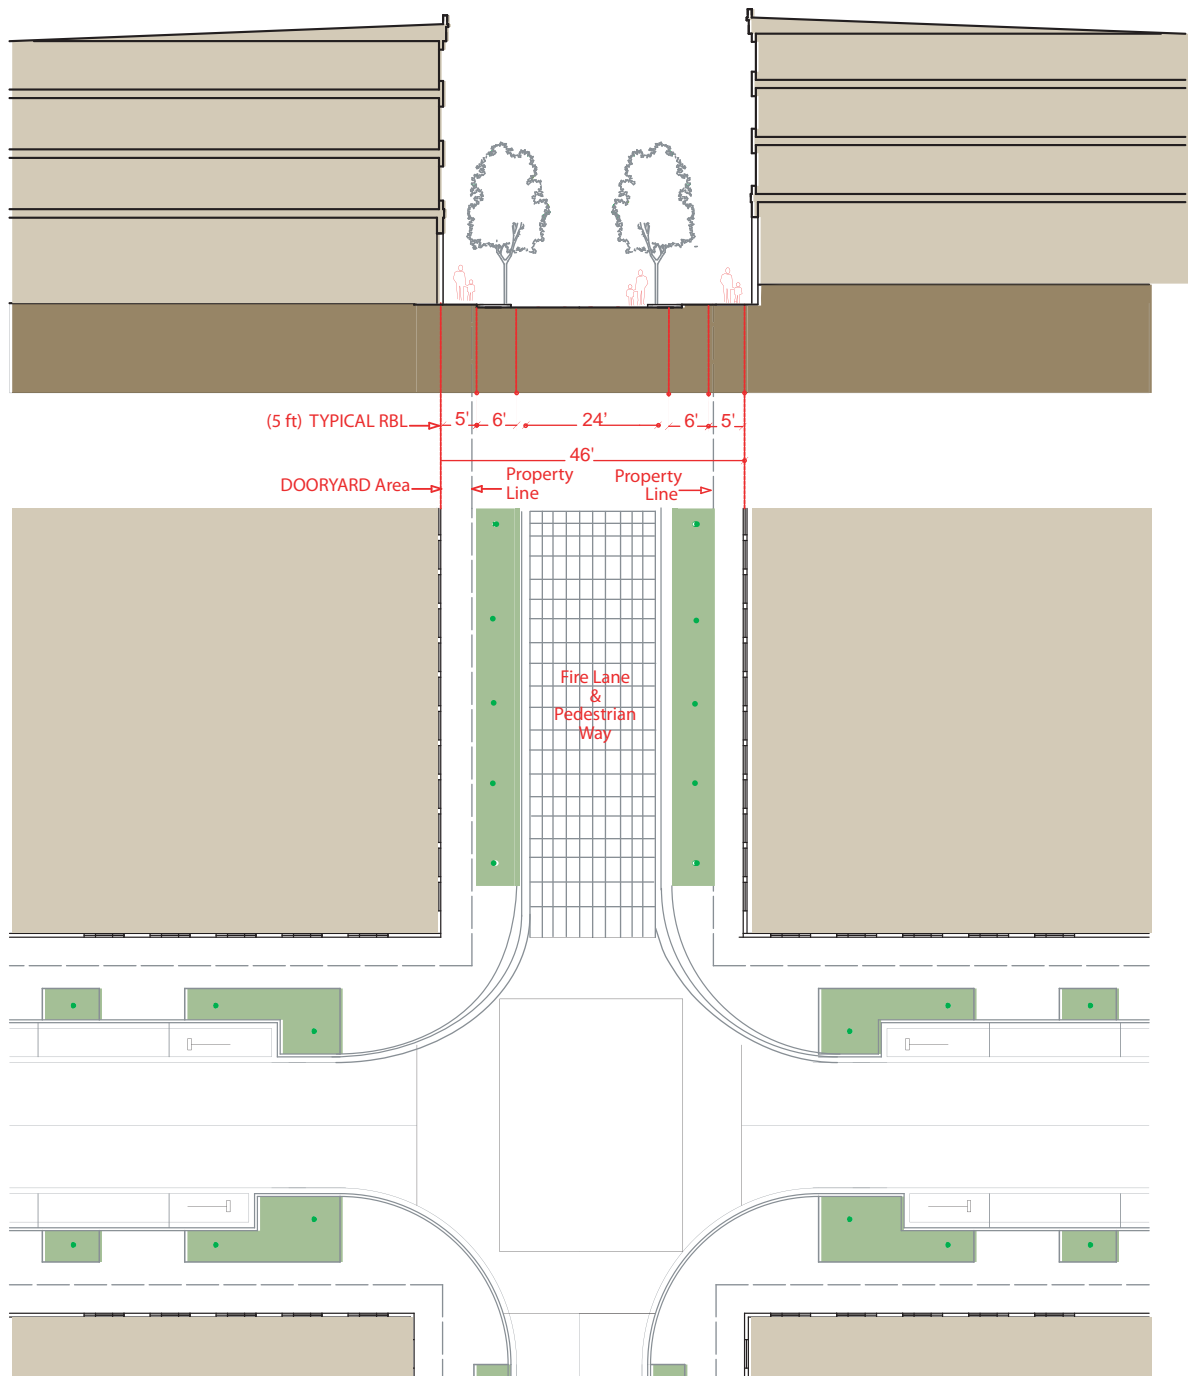 (5 ft) TYPICAL RBL
5' 6' 24’ 6' 5'
46'
DOORYARD Area
Property
Line
Property
Line
Fire Lane
&
Pedestrian
Way